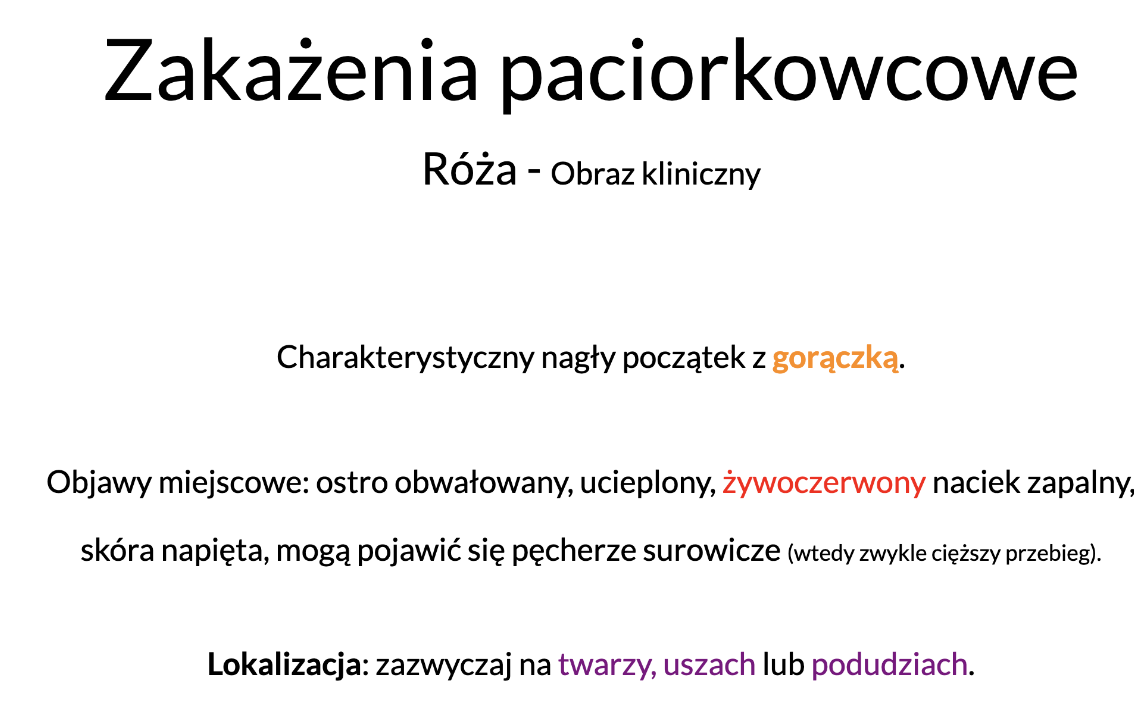 Zakażenia paciorkowcowe
Róża - Obraz kliniczny
Charakterystyczny nagły początek z gorączką.
Objawy miejscowe: ostro obwałowany, ucieplony, żywoczerwony naciek zapalny,
skóra napięta, mogą pojawić się pęcherze surowicze (wtedy zwykle cięższy przebieg).
Lokalizacja: zazwyczaj na twarzy, uszach lub podudziach.